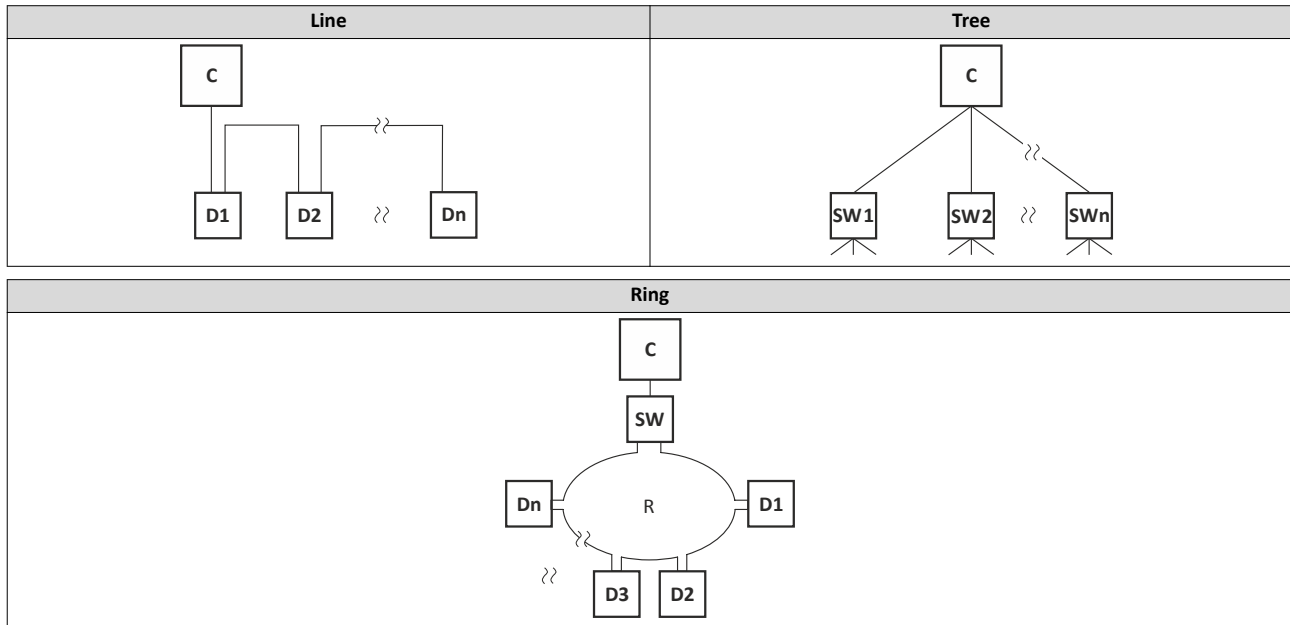 Line
Tree
C
D1 D2 Dn
C
SW1 SW2 SWn
Ring
C
SW
Dn R D1
D3 D2